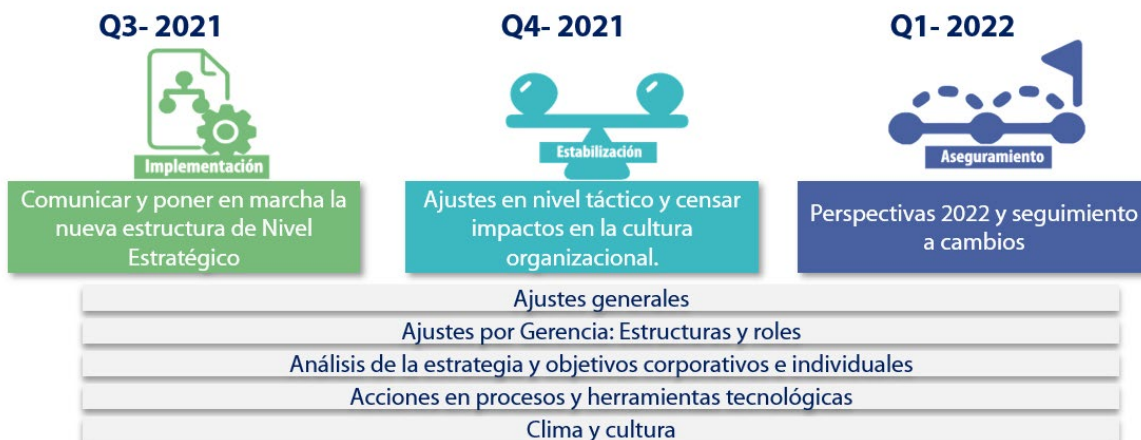 Q3- 2021
Implementación
Comunicar y poner en marcha la
nueva estructura de Nivel
Estratégico
Q4- 2021
Estabilización
Ajustes en nivel táctico y censar
impactos en la cultura
organizacional.
Q1- 2022
Aseguramiento
Perspectivas 2022 y seguimiento
a cambios
Ajustes generales
Ajustes por Gerencia: Estructuras y roles
Análisis de la estrategia y objetivos corporativos e individuales
Acciones en procesos y herramientas tecnológicas
Clima y cultura